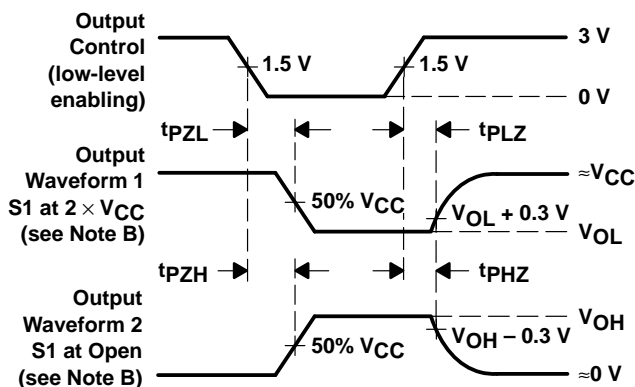 Output
Control
(low-level
enabling)
1.5 V
1.5 V
3 V
0 V
tPZL
tPLZ
Output
Waveform 1
S1 at 2 × VCC
(see Note B)
50% VCC
≈VCC
VOL + 0.3 V
VOL
tPZH
tPHZ
Output
Waveform 2
S1 at Open
(see Note B)
50% VCC
VOH
VOH – 0.3 V
≈0 V